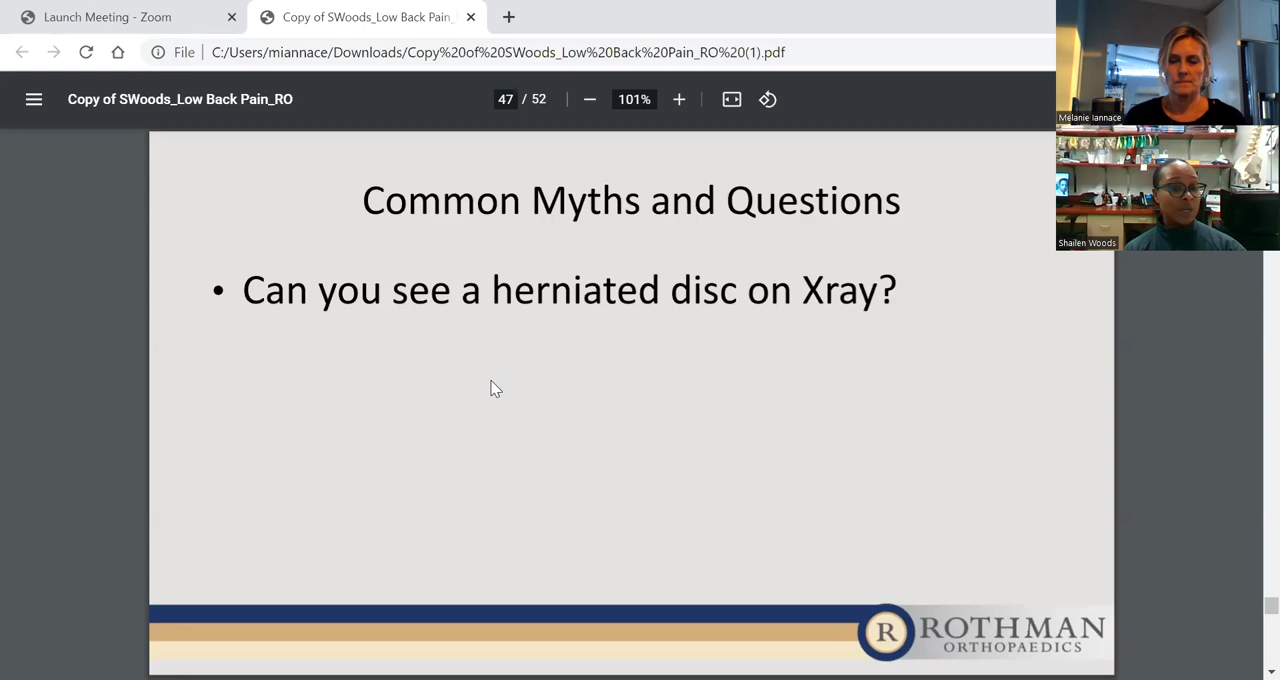 Launch Meeting - Zoom
Copy of SWoods_Low Back Pain_
File
C:/Users/miannace/Downloads/Copy%20of%20SWoods_Low%20Back%20Pain_RO%20(1).pdf
Copy of SWoods_Low Back Pain_RO
47 / 52
101%
Melanie Iannace
Shailen Woods
Common Myths and Questions
• Can you see a herniated disc on Xray?
R
ROTHMAN
ORTHOPAEDICS